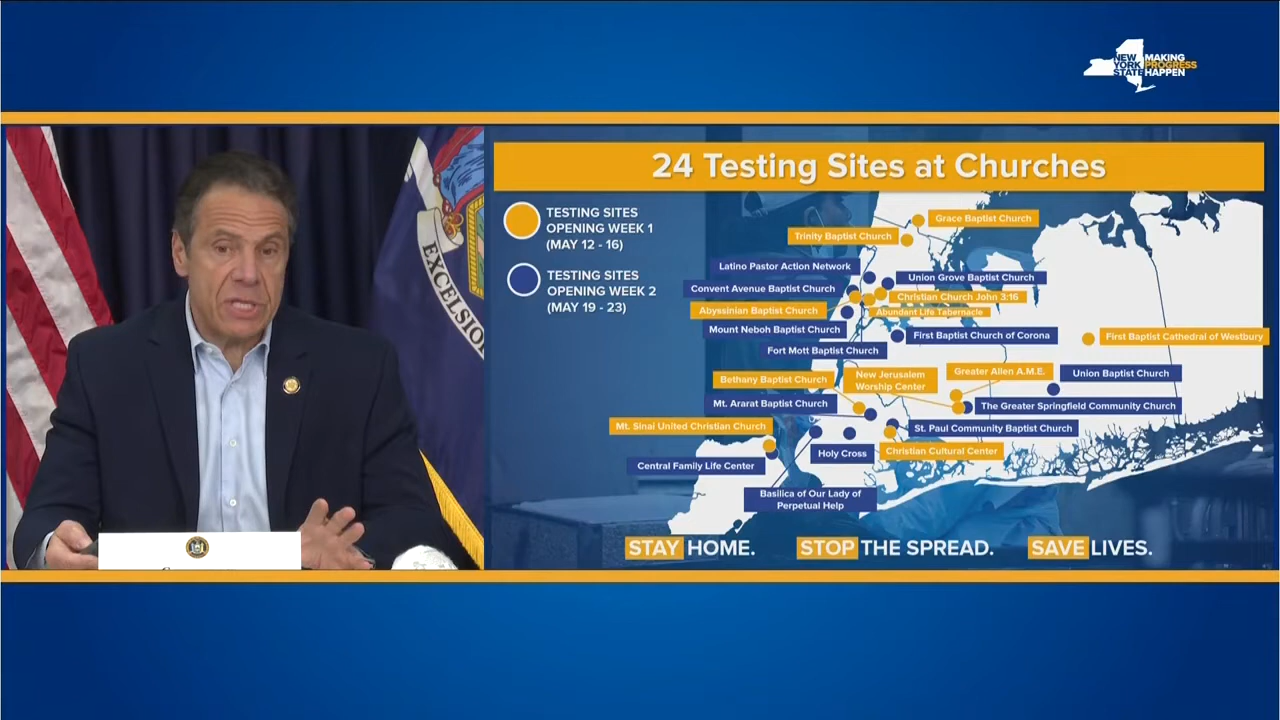 NEW
YORK
STATE
MAKING
PROGRESS
HAPPEN
24 Testing Sites at Churches
TESTING SITES
OPENING WEEK 1
(MAY 12 - 16)
TESTING SITES
OPENING WEEK 2
(MAY 19 - 23)
Grace Baptist Church
Trinity Baptist Church
Latino Pastor Action Network
Union Grove Baptist Church
Convent Avenue Baptist Church
Christian Church John 3:16
Abyssinian Baptist Church
Abundant Life Tabernacle
Mount Neboh Baptist Church
First Baptist Church of Corona
First Baptist Cathedral of Westbury
Fort Mott Baptist Church
Bethany Baptist Church
New Jerusalem
Worship Center
Greater Allen A.M.E.
Union Baptist Church
Mt. Ararat Baptist Church
The Greater Springfield Community Church
Mt. Sinai United Christian Church
St. Paul Community Baptist Church
Holy Cross
Christian Cultural Center
Central Family Life Center
Basilica of Our Lady of
Perpetual Help
STAY HOME. STOP THE SPREAD. SAVE LIVES.
EXCELSIO